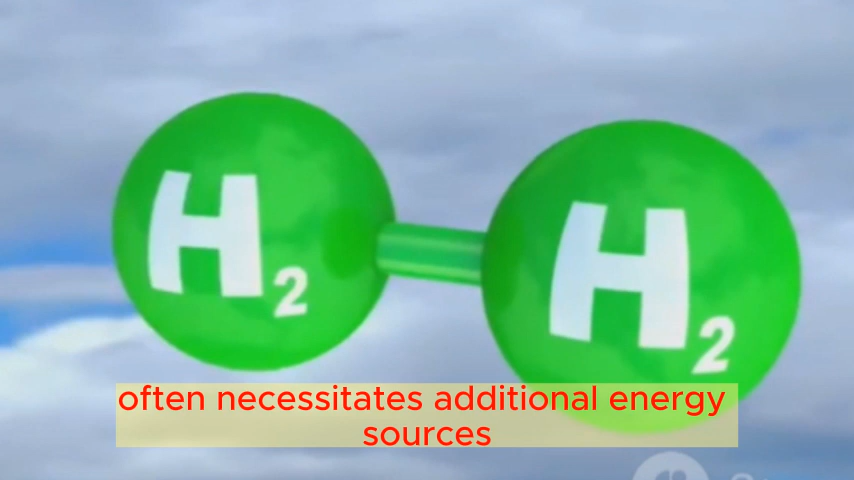 H2
H2
often necessitates additional energy
sources